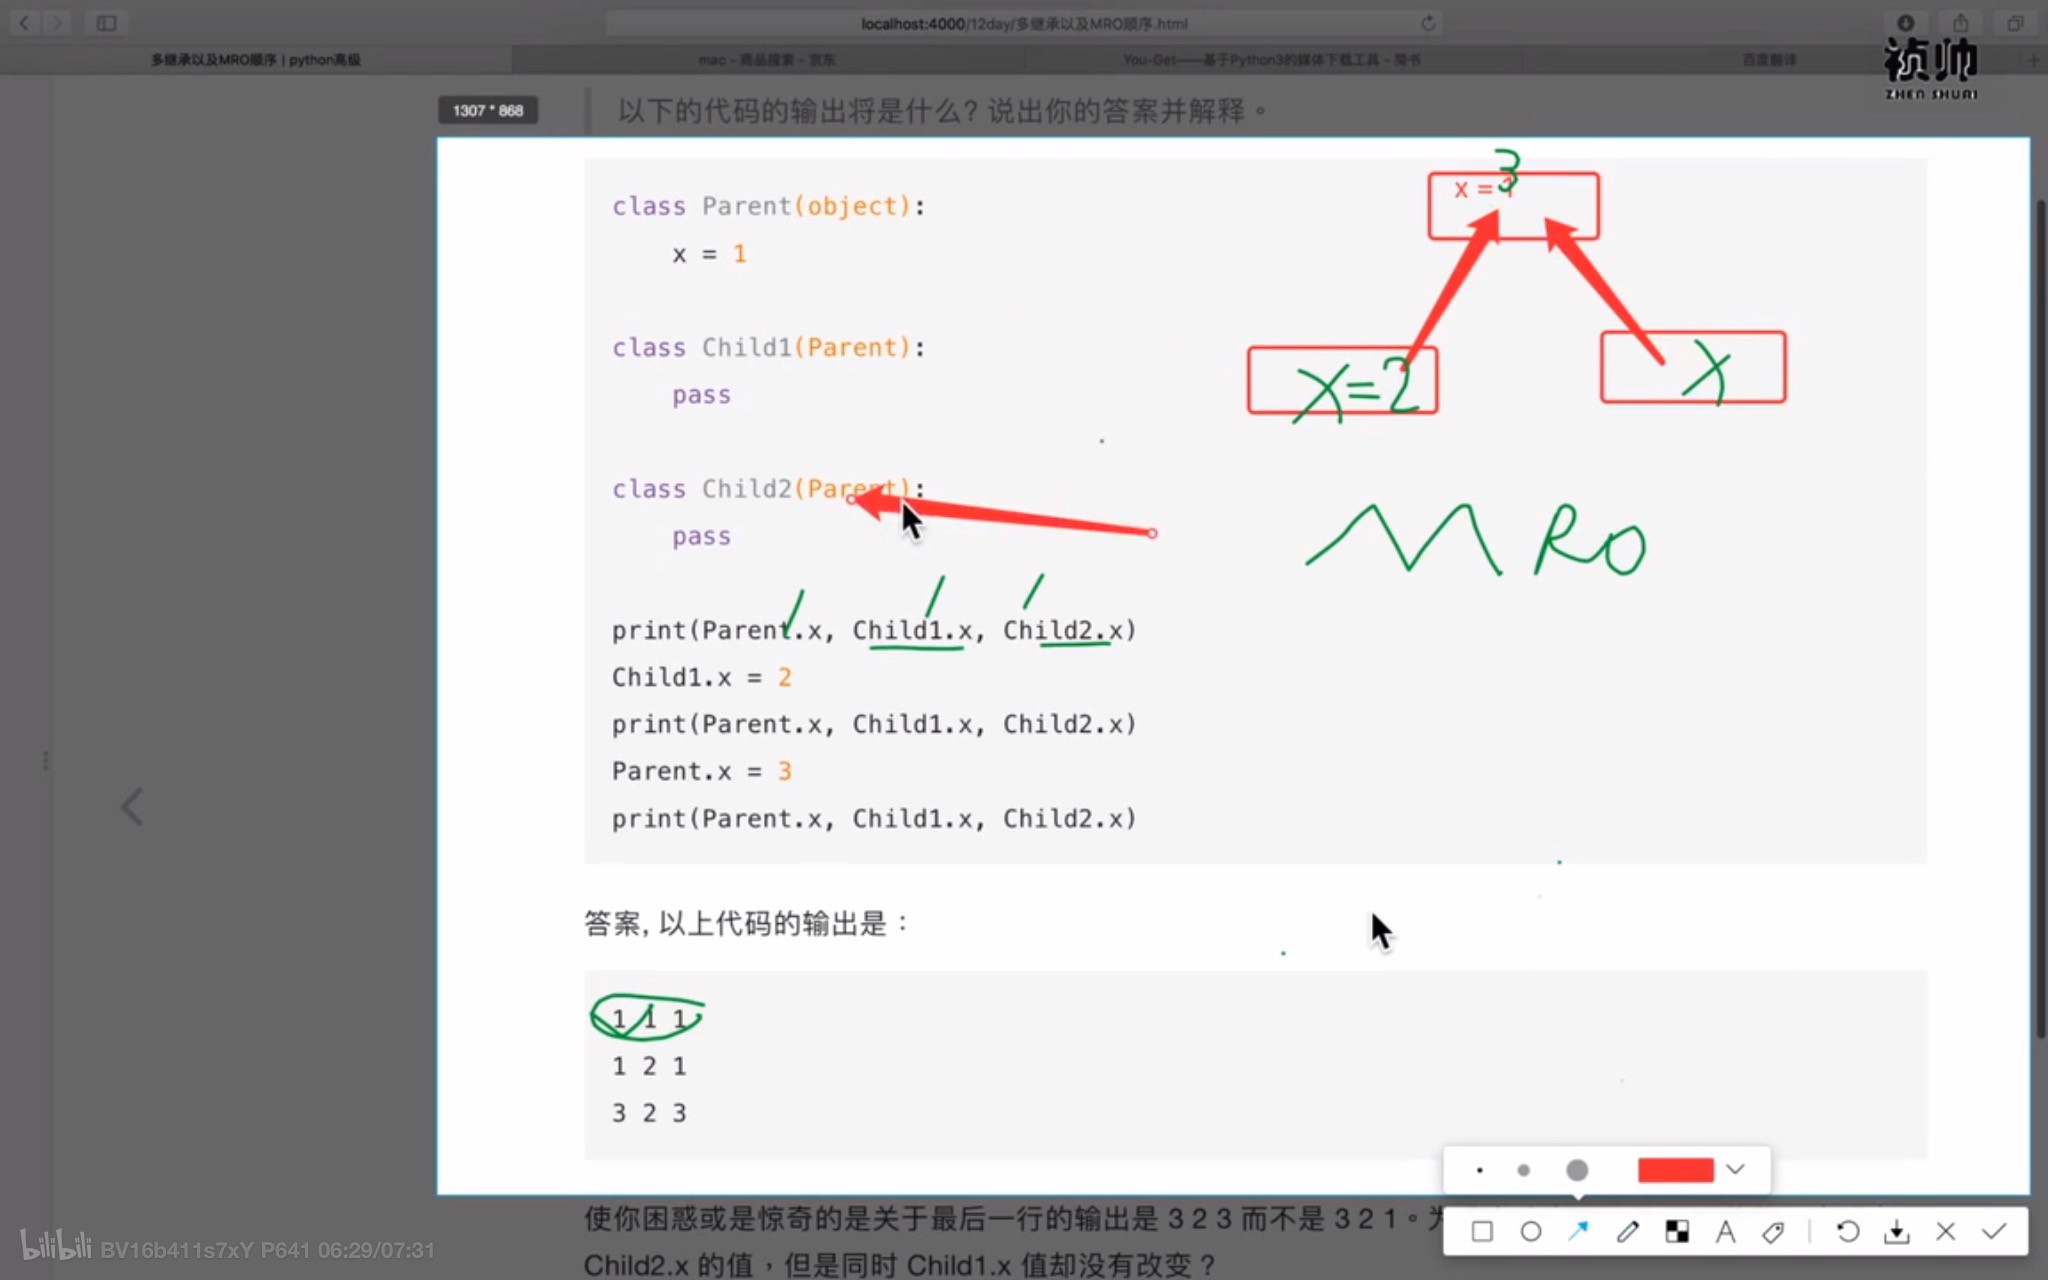 localhost:4000/12day/多继承以及MRO顺序.html
多继承以及MRO顺序 | python高级
mac - 商品搜索 - 京东
You-Get——基于Python3的媒体下载工具 - 简书
百度翻译
祯帅
ZHEN SHUAI
1307 * 868
以下的代码的输出将是什么? 说出你的答案并解释。
class Parent(object):
x = 1
class Child1(Parent):
pass
class Child2(Parent):
pass
print(Parent.x, Child1.x, Child2.x)
Child1.x = 2
print(Parent.x, Child1.x, Child2.x)
Parent.x = 3
print(Parent.x, Child1.x, Child2.x)
x = 3
X=2
X
MRO
答案, 以上代码的输出是：
1 1 1
1 2 1
3 2 3
使你困惑或是惊奇的是关于最后一行的输出是 3 2 3 而不是 3 2 1。
Child2.x 的值，但是同时 Child1.x 值却没有改变？
A
bilibili BV16b411s7xY P641 06:29/07:31